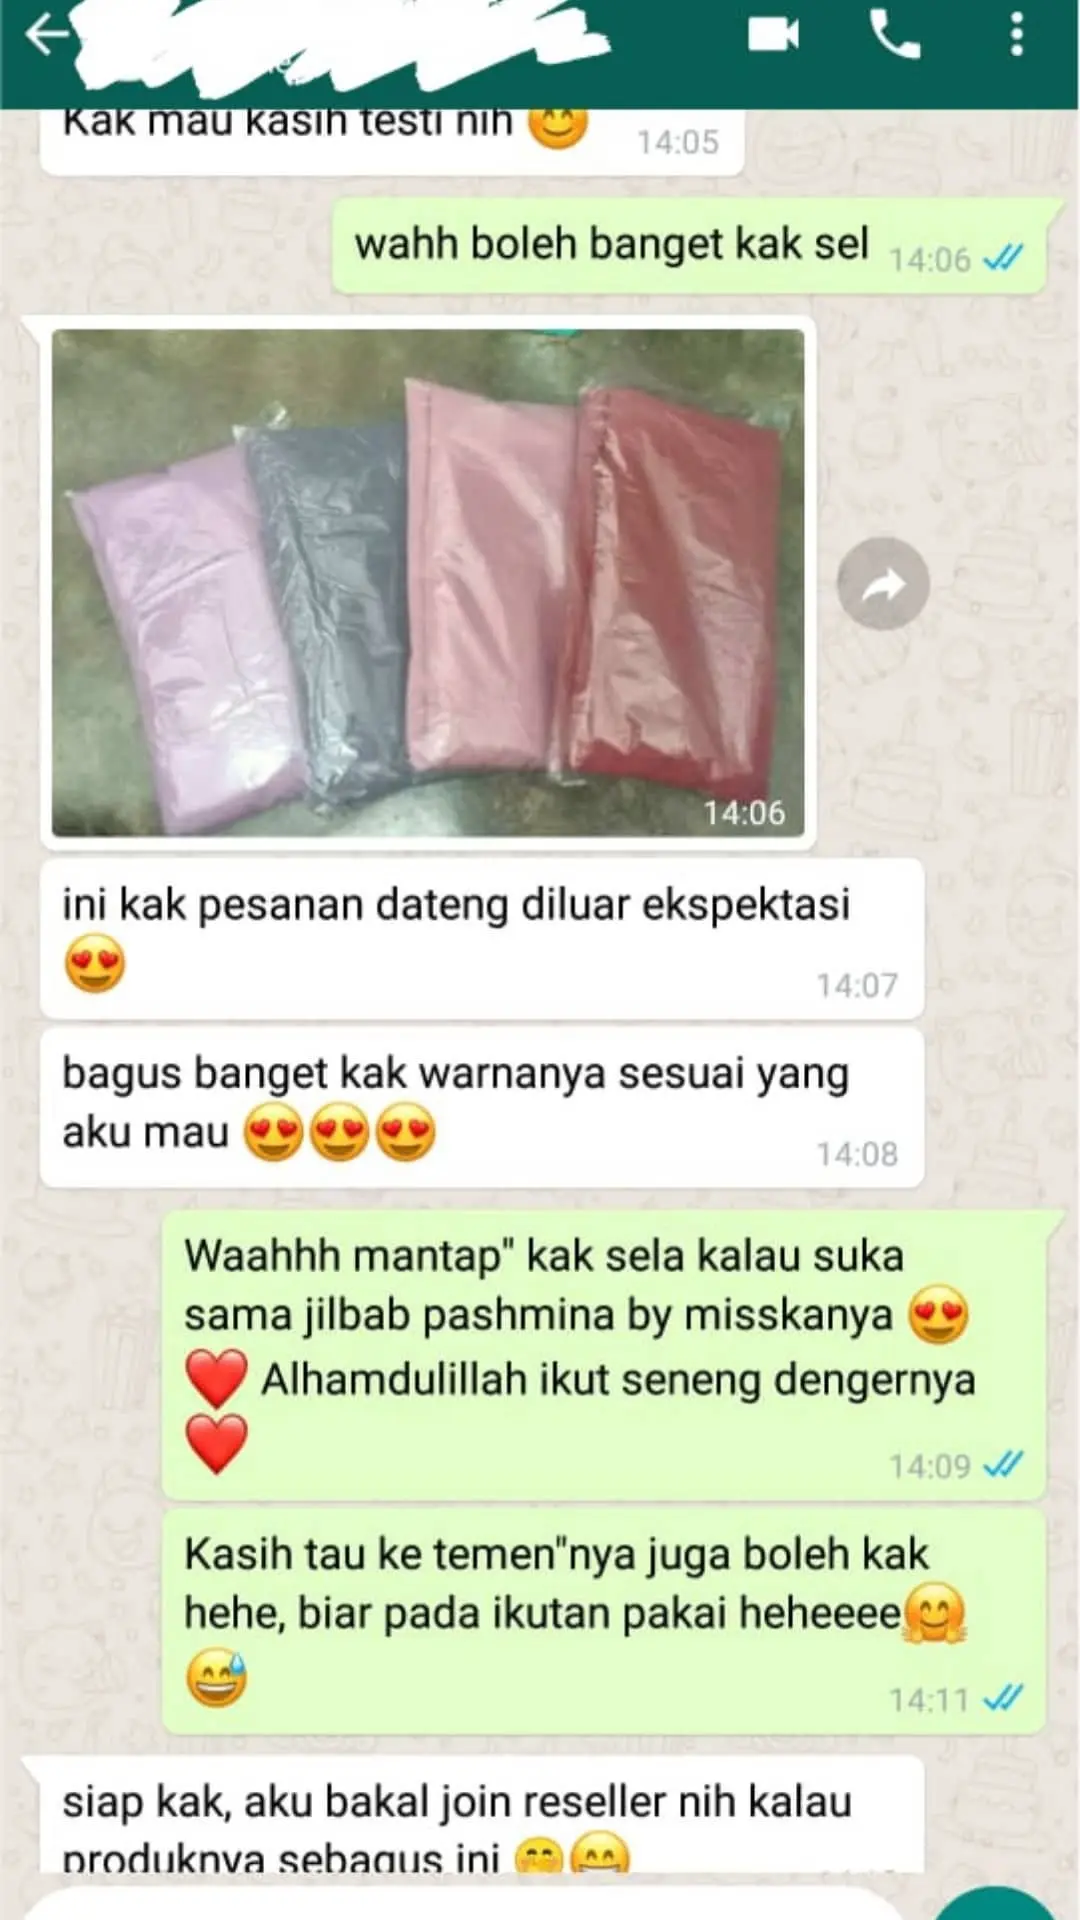 Kak mau kasih testi nih 😊 14:05
wahh boleh banget kak sel 14:06
14:06
ini kak pesanan dateng diluar ekspektasi
😍 14:07
bagus banget kak warnanya sesuai yang
aku mau 😍😍😍 14:08
Waahhh mantap" kak sela kalau suka
sama jilbab pashmina by misskanya 😍
❤️ Alhamdulillah ikut seneng dengernya
❤️ 14:09
Kasih tau ke temen"nya juga boleh kak
hehe, biar pada ikutan pakai heheeee🤗
😅 14:11
siap kak, aku bakal join reseller nih kalau
produknya sebagus ini 🤭😄